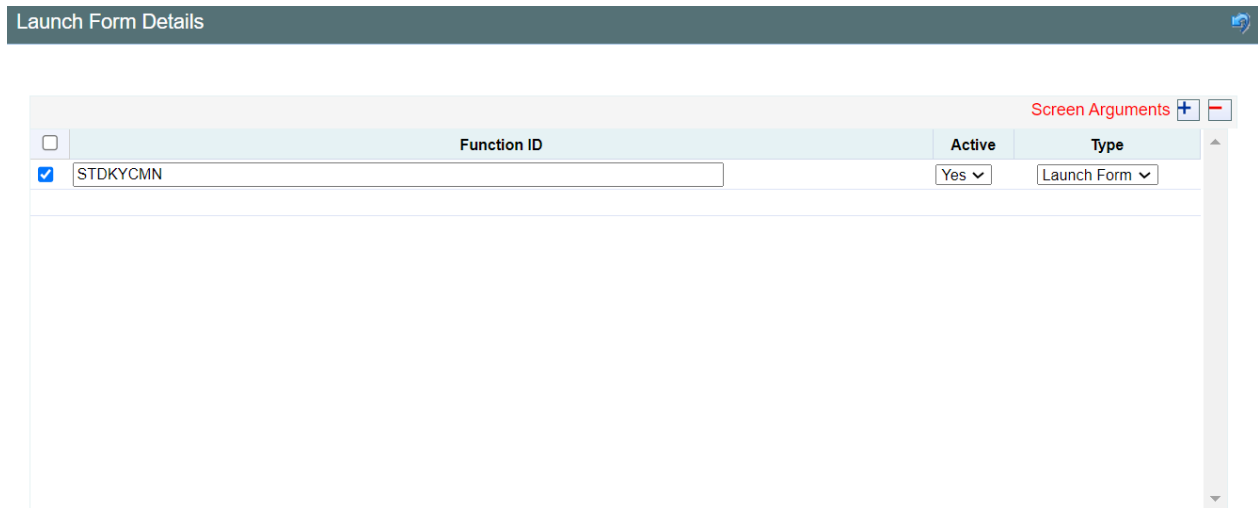 Launch Form Details
Screen Arguments
Function ID Active Type
STDKYCMN Yes Launch Form